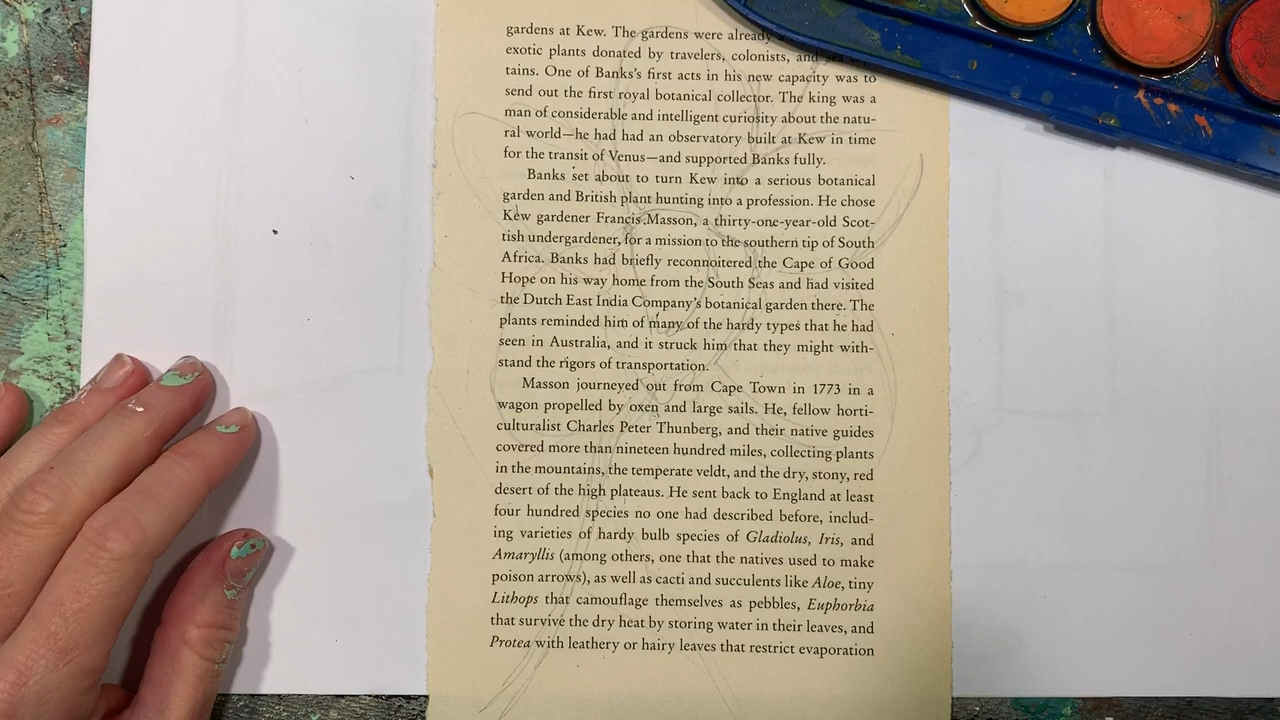 gardens at Kew. The gardens were already
exotic plants donated by travelers, colonists, and sea
tains. One of Banks's first acts in his new capacity was to
send out the first royal botanical collector. The king was a
man of considerable and intelligent curiosity about the natu-
ral world—he had had an observatory built at Kew in time
for the transit of Venus—and supported Banks fully.
Banks set about to turn Kew into a serious botanical
garden and British plant hunting into a profession. He chose
Kew gardener Francis Masson, a thirty-one-year-old Scot-
tish undergardener, for a mission to the southern tip of South
Africa. Banks had briefly reconnoitered the Cape of Good
Hope on his way home from the South Seas and had visited
the Dutch East India Company's botanical garden there. The
plants reminded him of many of the hardy types that he had
seen in Australia, and it struck him that they might with-
stand the rigors of transportation.
Masson journeyed out from Cape Town in 1773 in a
wagon propelled by oxen and large sails. He, fellow horti-
culturalist Charles Peter Thunberg, and their native guides
covered more than nineteen hundred miles, collecting plants
in the mountains, the temperate veldt, and the dry, stony, red
desert of the high plateaus. He sent back to England at least
four hundred species no one had described before, includ-
ing varieties of hardy bulb species of Gladiolus, Iris, and
Amaryllis (among others, one that the natives used to make
poison arrows), as well as cacti and succulents like Aloe, tiny
Lithops that camouflage themselves as pebbles, Euphorbia
that survive the dry heat by storing water in their leaves, and
Protea with leathery or hairy leaves that restrict evaporation